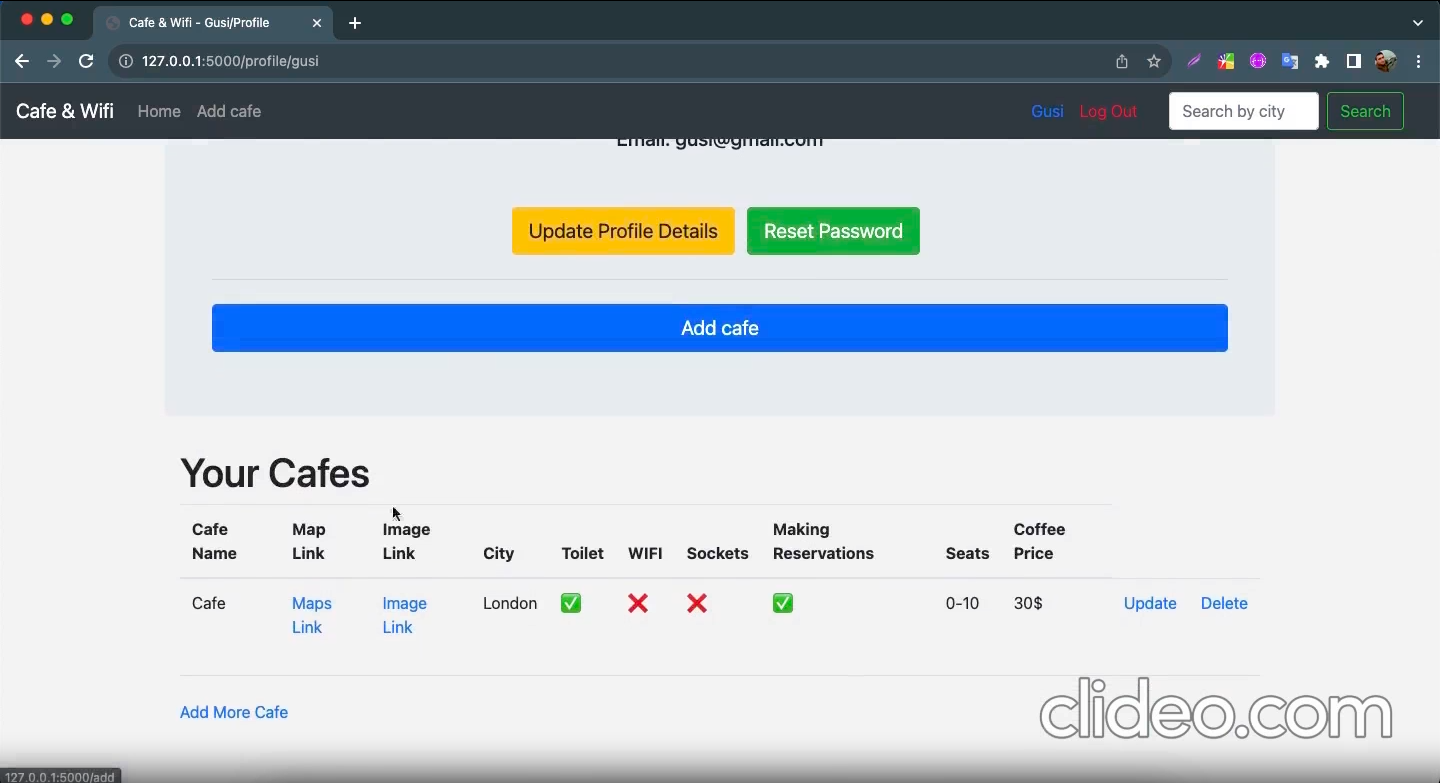 Cafe & Wifi - Gusi/Profile
127.0.0.1:5000/profile/gusi
Cafe & Wifi Home Add cafe Gusi Log Out Search by city Search
Email: gusi@gmail.com
Update Profile Details Reset Password
Add cafe
Your Cafes
Cafe Name Map Link Image Link City Toilet WIFI Sockets Making Reservations Seats Coffee Price
Cafe Maps Link Image Link London 0-10 30$ Update Delete
Add More Cafe
clideo.com
127.0.0.1:5000/add